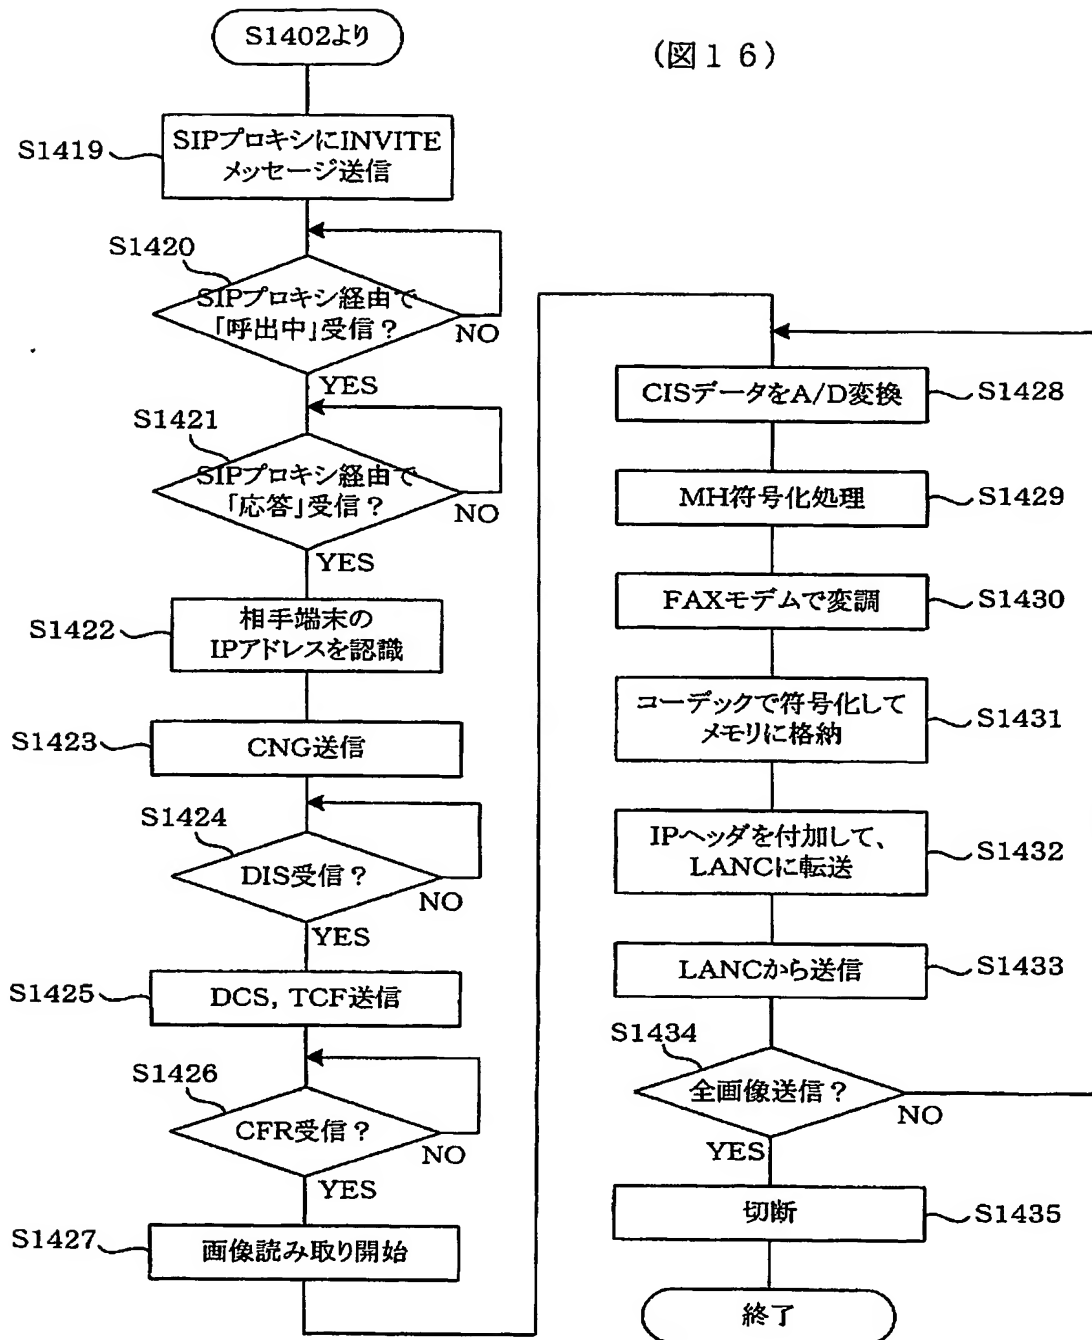 S1402より
(図16)
S1419
SIPプロキシにINVITE
メッセージ送信
S1420
SIPプロキシ経由で
「呼出中」受信?
NO
YES
S1421
SIPプロキシ経由で
「応答」受信?
NO
YES
S1422
相手端末の
IPアドレスを認識
S1423
CNG送信
S1424
DIS受信?
NO
YES
S1425
DCS, TCF送信
S1426
CFR受信?
NO
YES
S1427
画像読み取り開始
CISデータをA/D変換
S1428
MH符号化処理
S1429
FAXモデムで変調
S1430
コーデックで符号化して
メモリに格納
S1431
IPヘッダを付加して、
LANCに転送
S1432
LANCから送信
S1433
S1434
全画像送信?
NO
YES
切断
S1435
終了